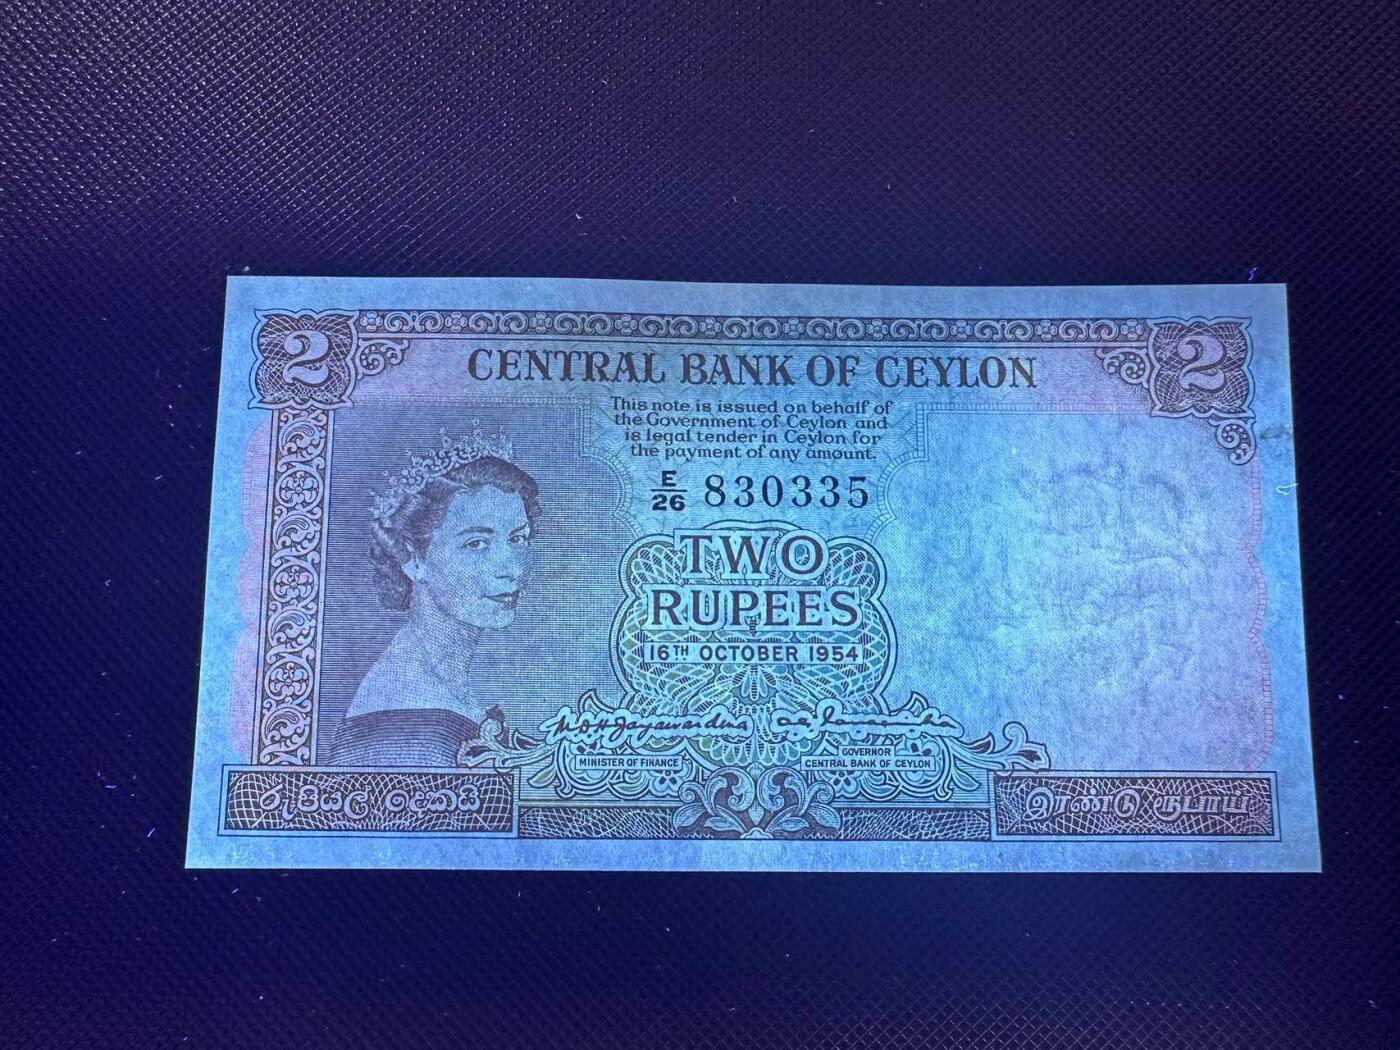 2 2
CENTRAL BANK OF CEYLON
This note is issued on behalf of
the Government of Ceylon and
is legal tender in Ceylon for
the payment of any amount.
E/26 830335
TWO
RUPEES
16TH OCTOBER 1954
MINISTER OF FINANCE
GOVERNOR
CENTRAL BANK OF CEYLON
රුපියල් දෙකයි
இரண்டு ரூபாய்